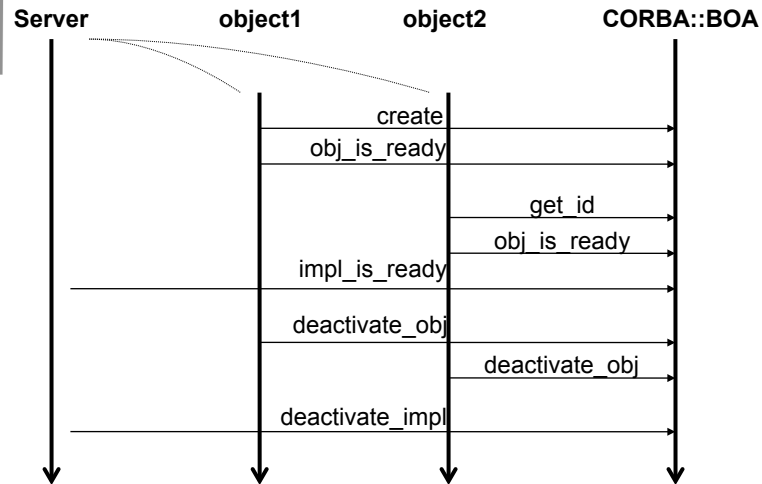 Server object1 object2 CORBA::BOA
create
obj_is_ready
get_id
obj_is_ready
impl_is_ready
deactivate_obj
deactivate_obj
deactivate_impl